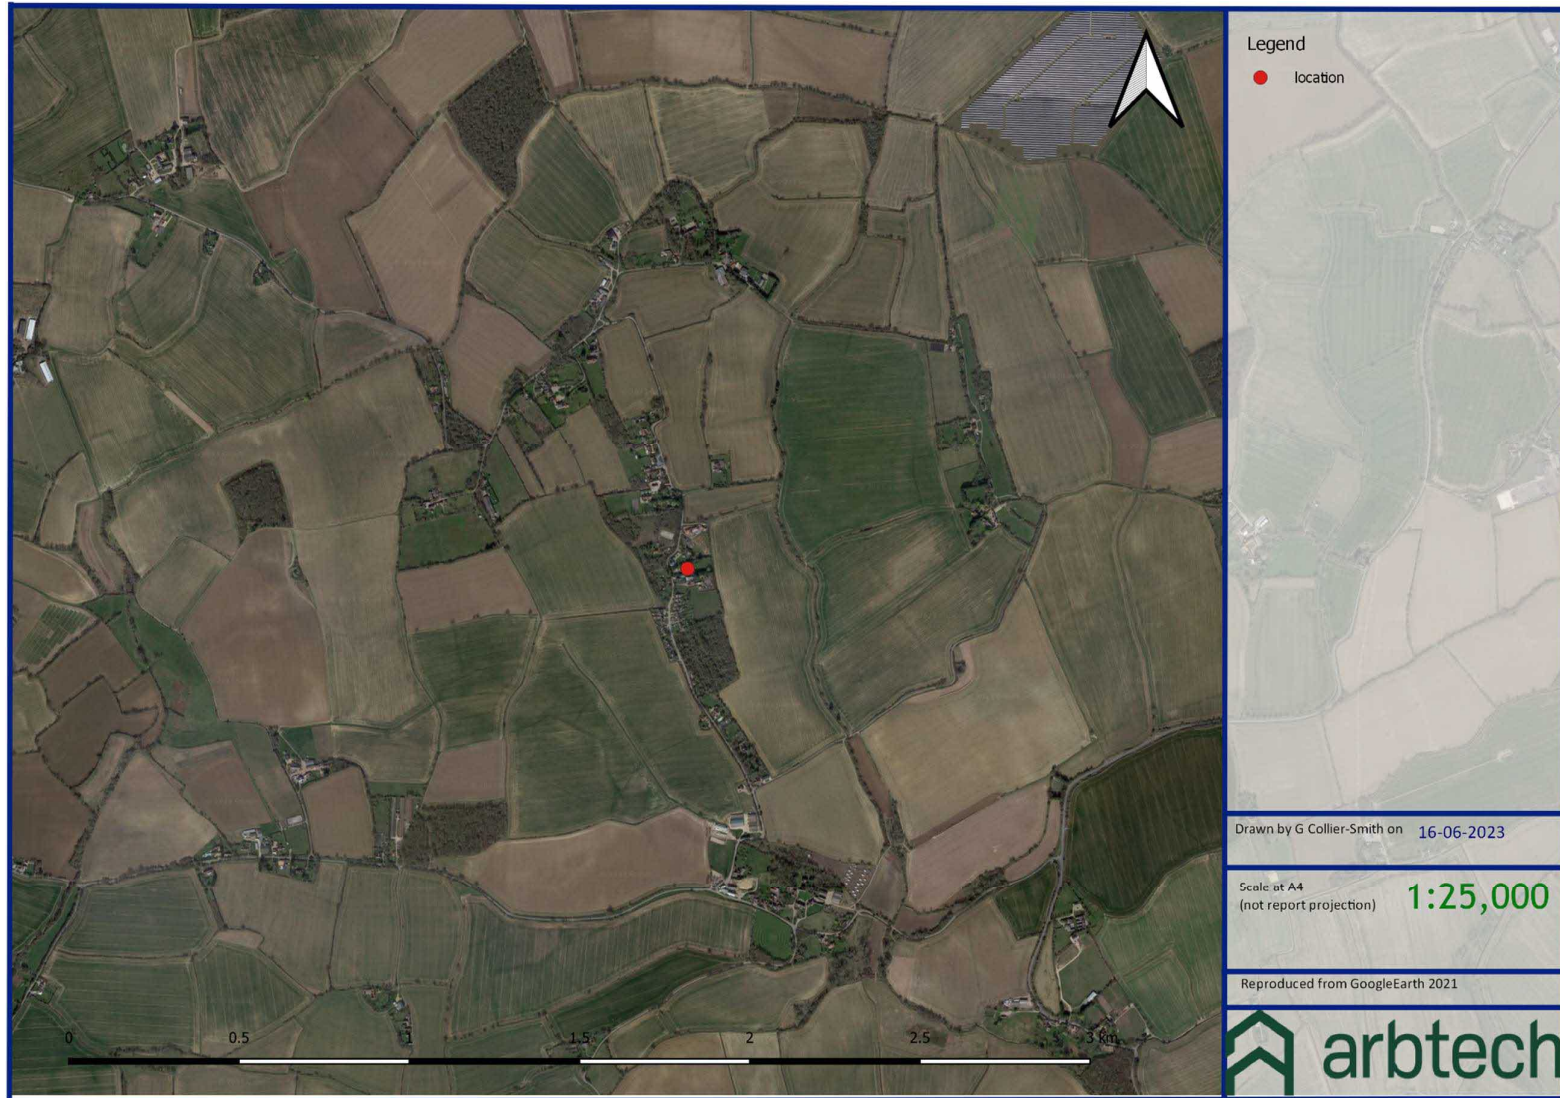 Legend
location
0 0.5 1 1.5 2 2.5 3 km
Drawn by G Collier-Smith on 16-06-2023
Scale at A4
(not report projection) 1:25,000
Reproduced from GoogleEarth 2021
arbtech